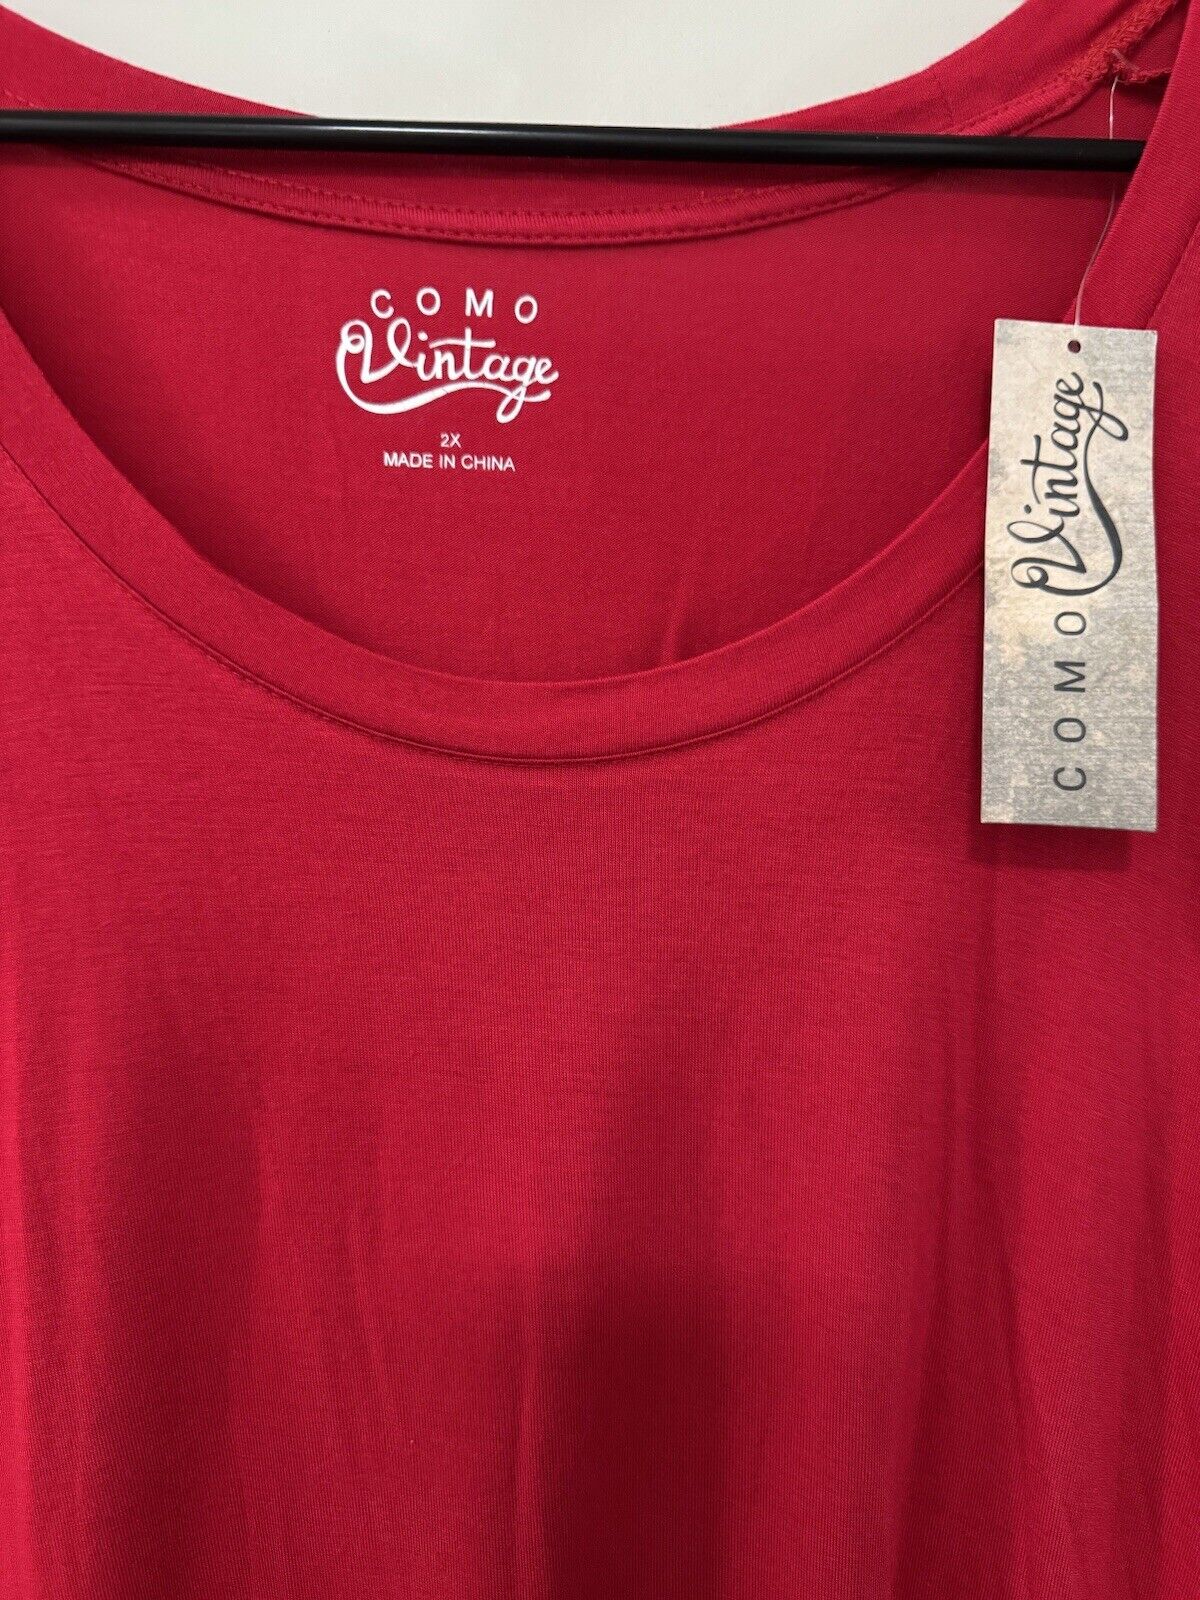 COMO
Vintage
2X
MADE IN CHINA
COMO Vintage